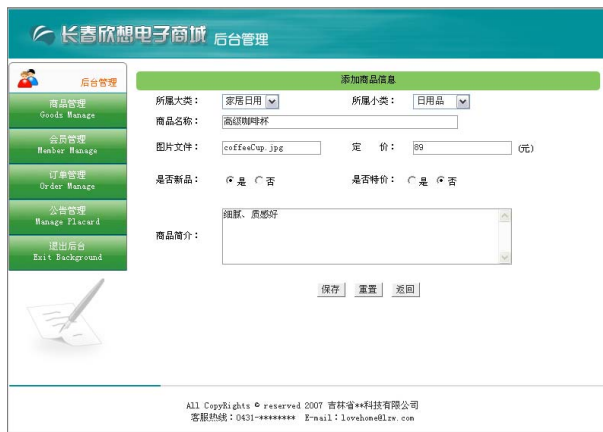 长春欣想电子商城 后台管理
后台管理
商品管理
Goods Manage
会员管理
Member Manage
订单管理
Order Manage
公告管理
Manage Placard
退出后台
Exit Background
添加商品信息
所属大类： 家居日用 所属小类： 日用品
商品名称： 高级咖啡杯
图片文件： coffeeCup.jpg 定 价： 89 (元)
是否新品： 是 否 是否特价： 是 否
商品简介： 细腻、质感好
保存 重置 返回
All CopyRights © reserved 2007 吉林省**科技有限公司
客服热线：0431-******** E-mail：lovehome@lzw.com